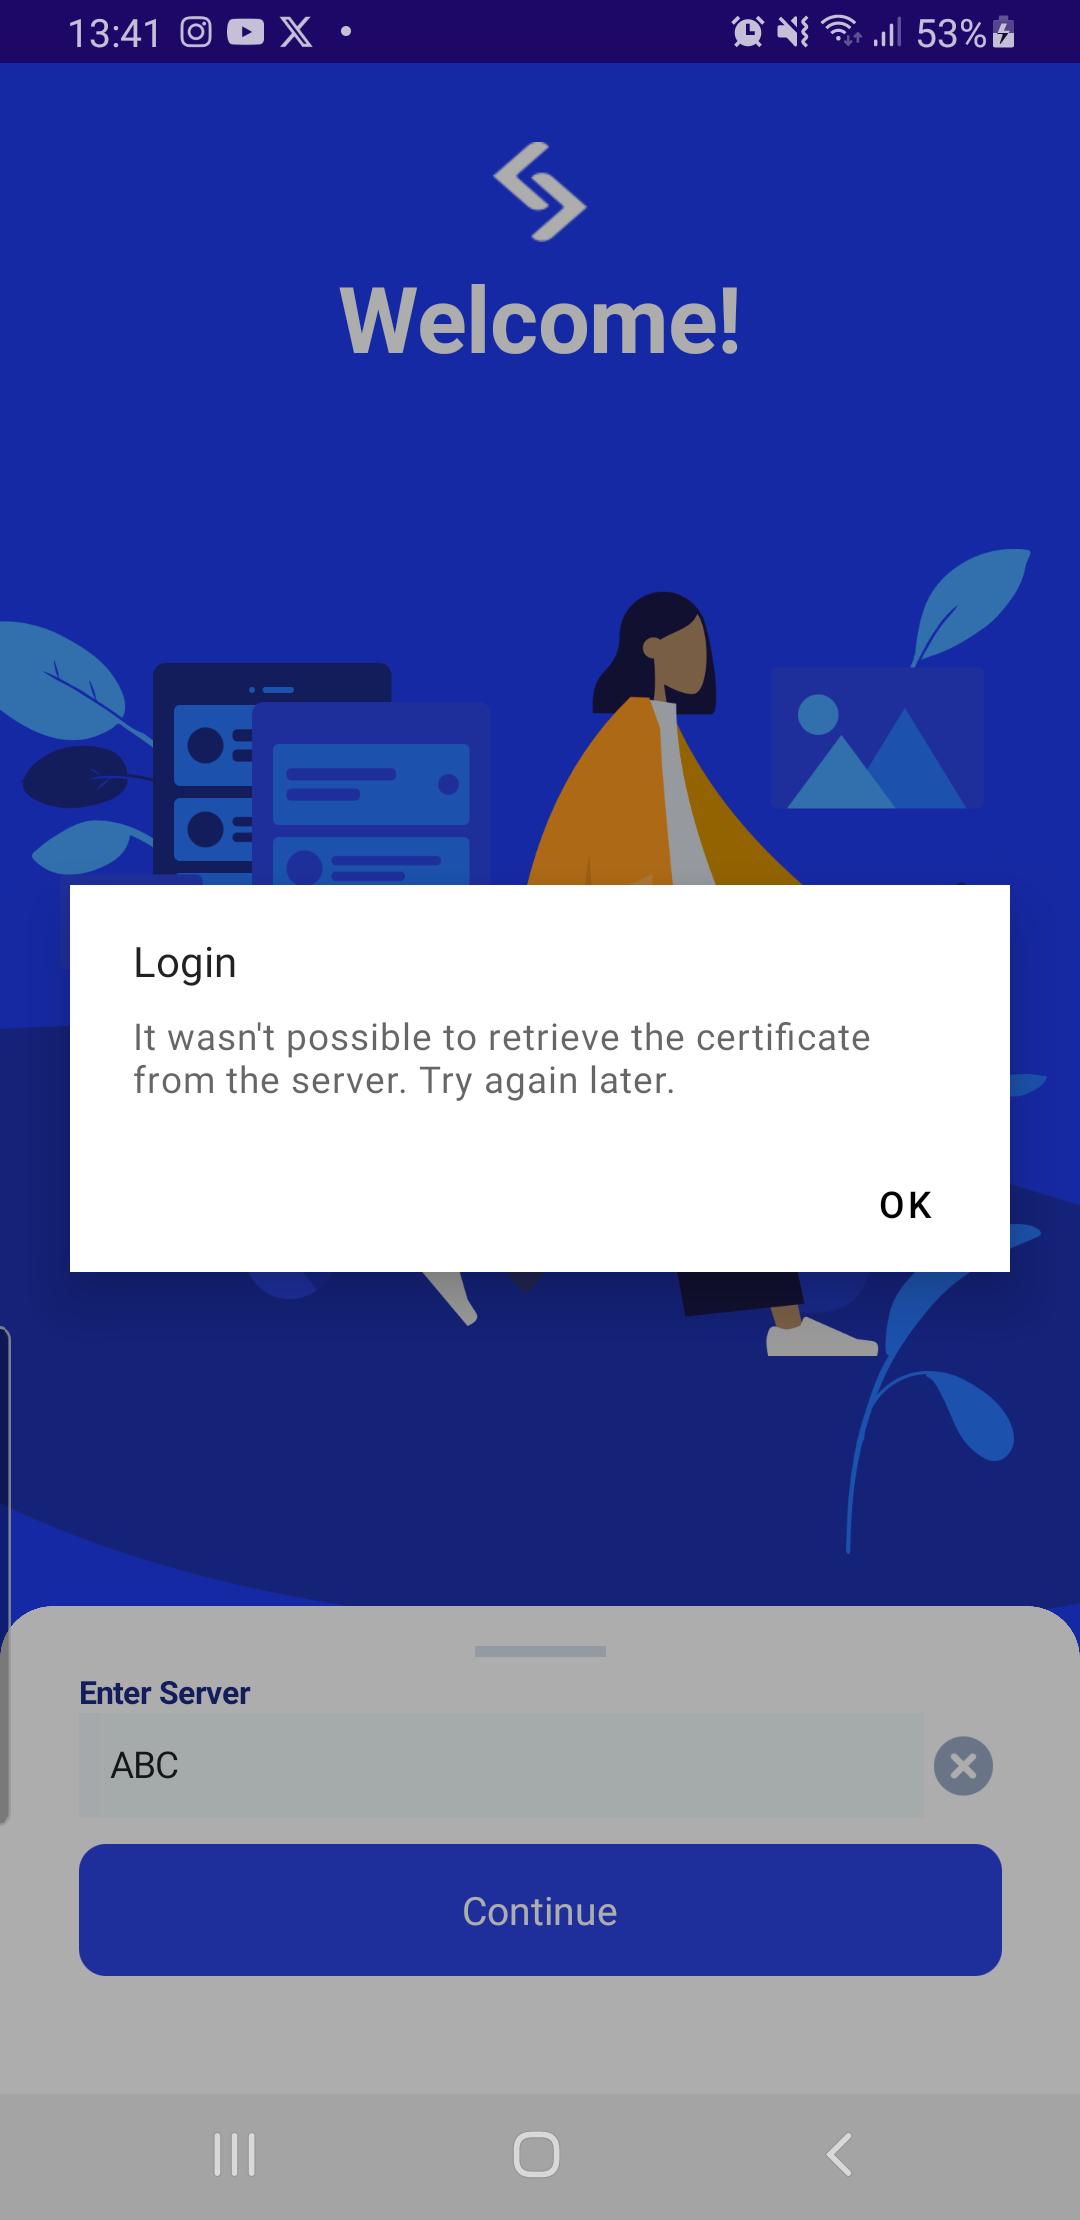 13:41
53%
Welcome!
Login
It wasn't possible to retrieve the certificate
from the server. Try again later.
OK
Enter Server
ABC
Continue